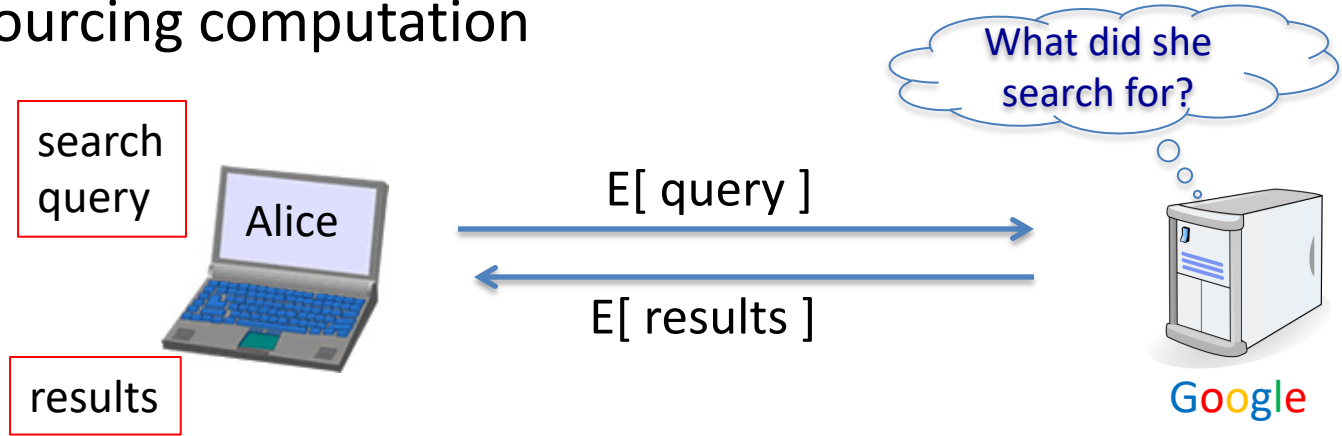 ourcing computation
What did she
search for?
search
query
Alice
E[ query ]
E[ results ]
results
Google